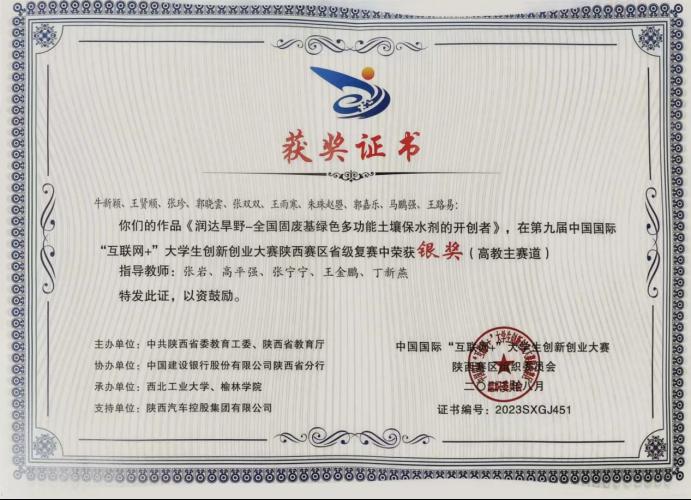 获奖证书
牛新颖、王贤顺、张珍、郭晓雲、张双双、王雨寒、朱珠赵曌、郭嘉乐、马鹏强、王路易:
你们的作品《润达旱野-全国固废基绿色多功能土壤保水剂的开创者》，在第九届中国国际
“互联网+”大学生创新创业大赛陕西赛区省级复赛中荣获银奖（高教主赛道）
指导教师：张岩、高平强、张宁宁、王金鹏、丁新燕
特发此证，以资鼓励。
主办单位：中共陕西省委教育工委、陕西省教育厅
协办单位：中国建设银行股份有限公司陕西省分行
承办单位：西北工业大学、榆林学院
支持单位：陕西汽车控股集团有限公司
中国国际“互联网+”大学生创新创业大赛
陕西赛区组织委员会
二〇二三年八月
证书编号：2023SXGJ451